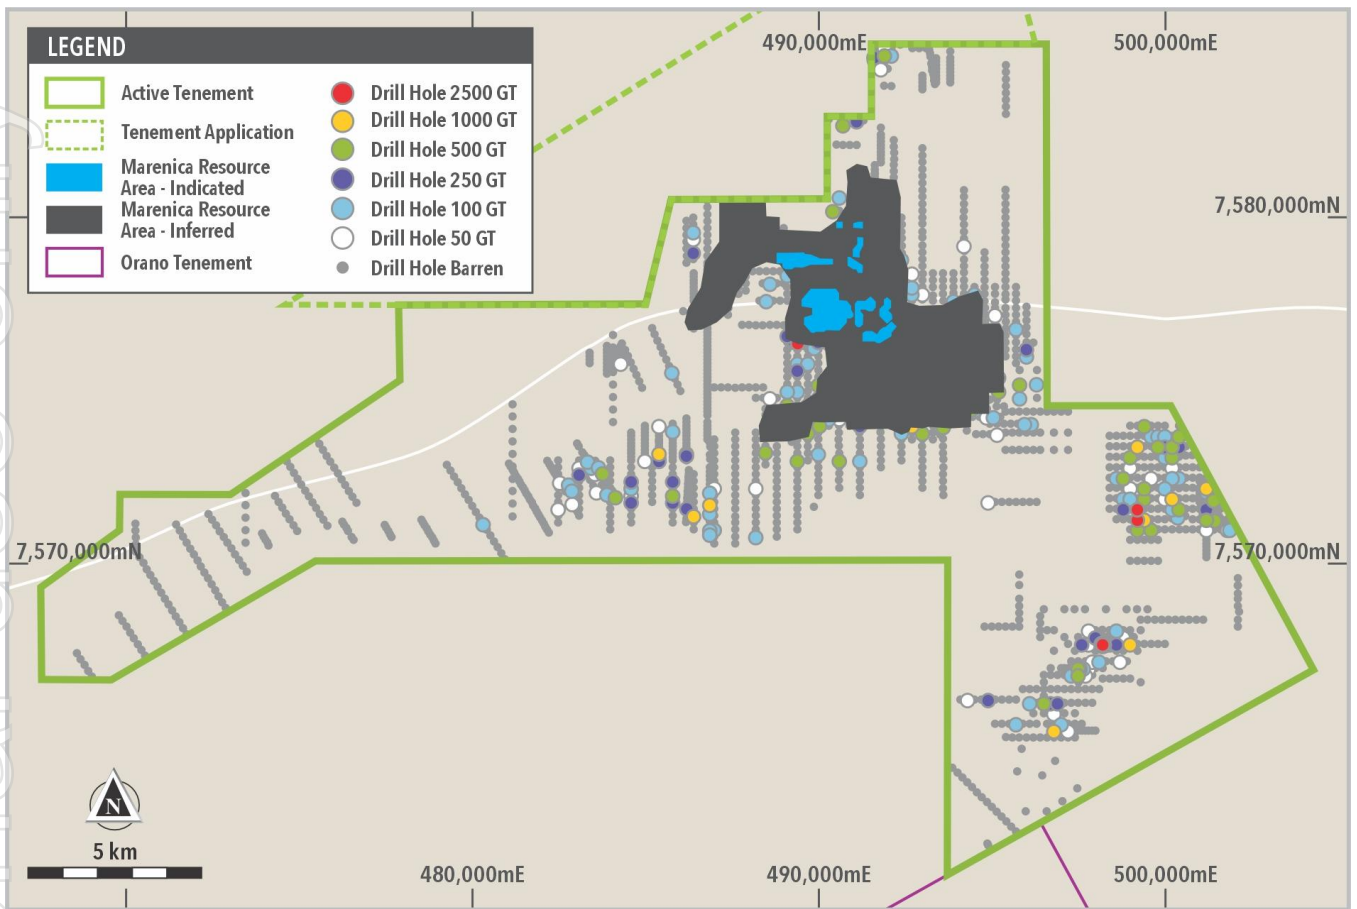 490,000mE
500,000mE
LEGEND
Active Tenement
Tenement Application
Marenica Resource
Area - Indicated
Marenica Resource
Area - Inferred
Orano Tenement
Drill Hole 2500 GT
Drill Hole 1000 GT
Drill Hole 500 GT
Drill Hole 250 GT
Drill Hole 100 GT
Drill Hole 50 GT
Drill Hole Barren
7,580,000mN
7,570,000mN
7,570,000mN
N
5 km
480,000mE
490,000mE
500,000mE